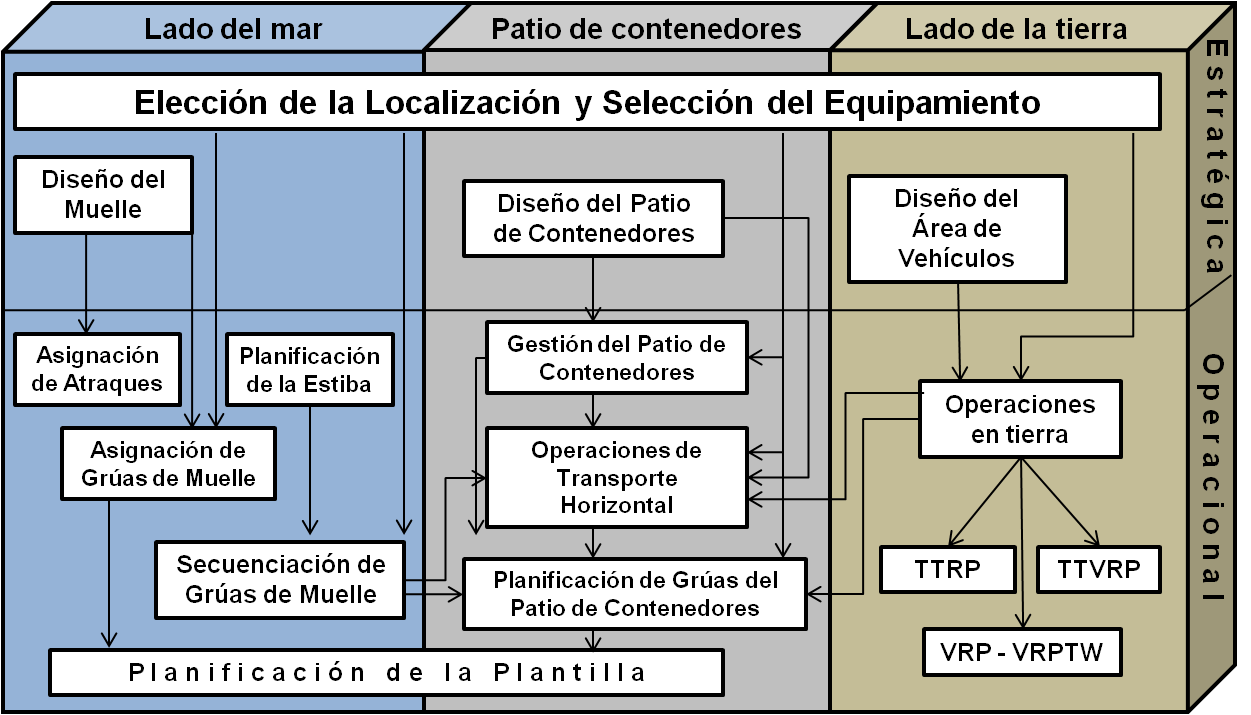 Lado del mar
Patio de contenedores
Lado de la tierra
Estratégica
Elección de la Localización y Selección del Equipamiento
Diseño del
Muelle
Diseño del Patio
de Contenedores
Diseño del
Área de
Vehículos
Operacional
Asignación
de Atraques
Planificación
de la Estiba
Gestión del Patio de
Contenedores
Operaciones
en tierra
Asignación de
Grúas de Muelle
Operaciones de
Transporte
Horizontal
Secuenciación de
Grúas de Muelle
Planificación de Grúas del
Patio de Contenedores
TTRP
TTVRP
VRP - VRPTW
Planificación de la Plantilla